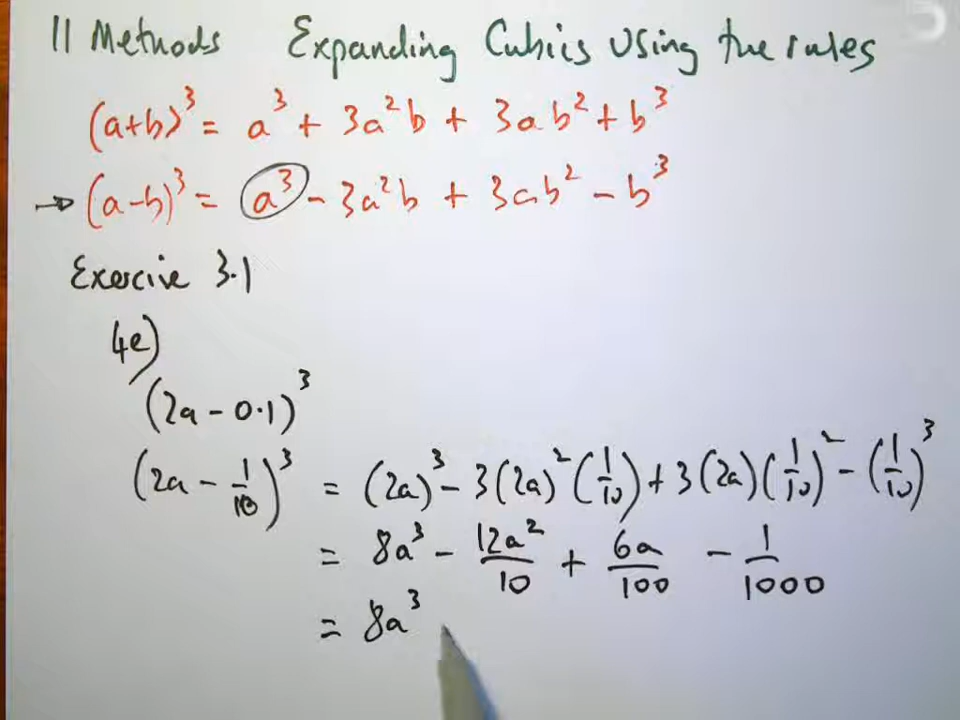 11 Methods Expanding Cubics using the rules
(a+b)³ = a³ + 3a²b + 3ab² + b³
→ (a-b)³ = a³ - 3a²b + 3ab² - b³
Exercise 3.1
4e)
(2a - 0.1)³
(2a - 1/10)³ = (2a)³ - 3(2a)²(1/10) + 3(2a)(1/10)² - (1/10)³
= 8a³ - 12a²/10 + 6a/100 - 1/1000
= 8a³